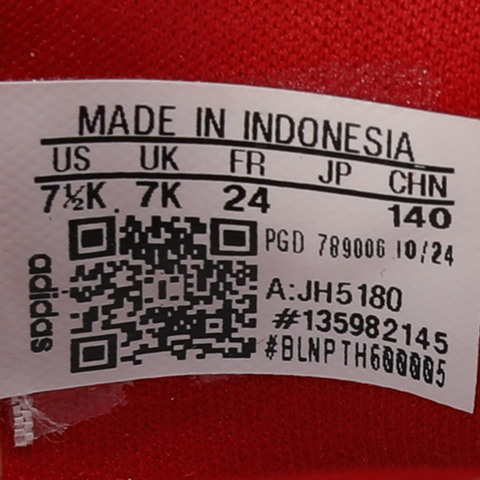 MADE IN INDONESIA
US UK FR JP CHN
7½K 7K 24 140
adidas
PGD 789006 10/24
A:JH5180
#135982145
#BLNPTH600005